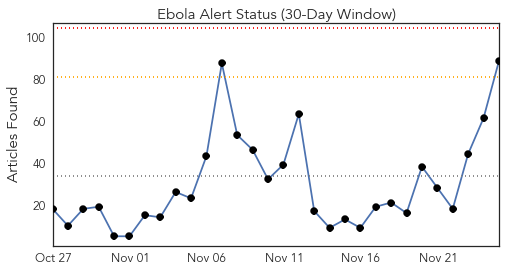 Ebola Alert Status (30-Day Window)
Articles Found
100
80
60
40
20
Oct 27 Nov 01 Nov 06 Nov 11 Nov 16 Nov 21